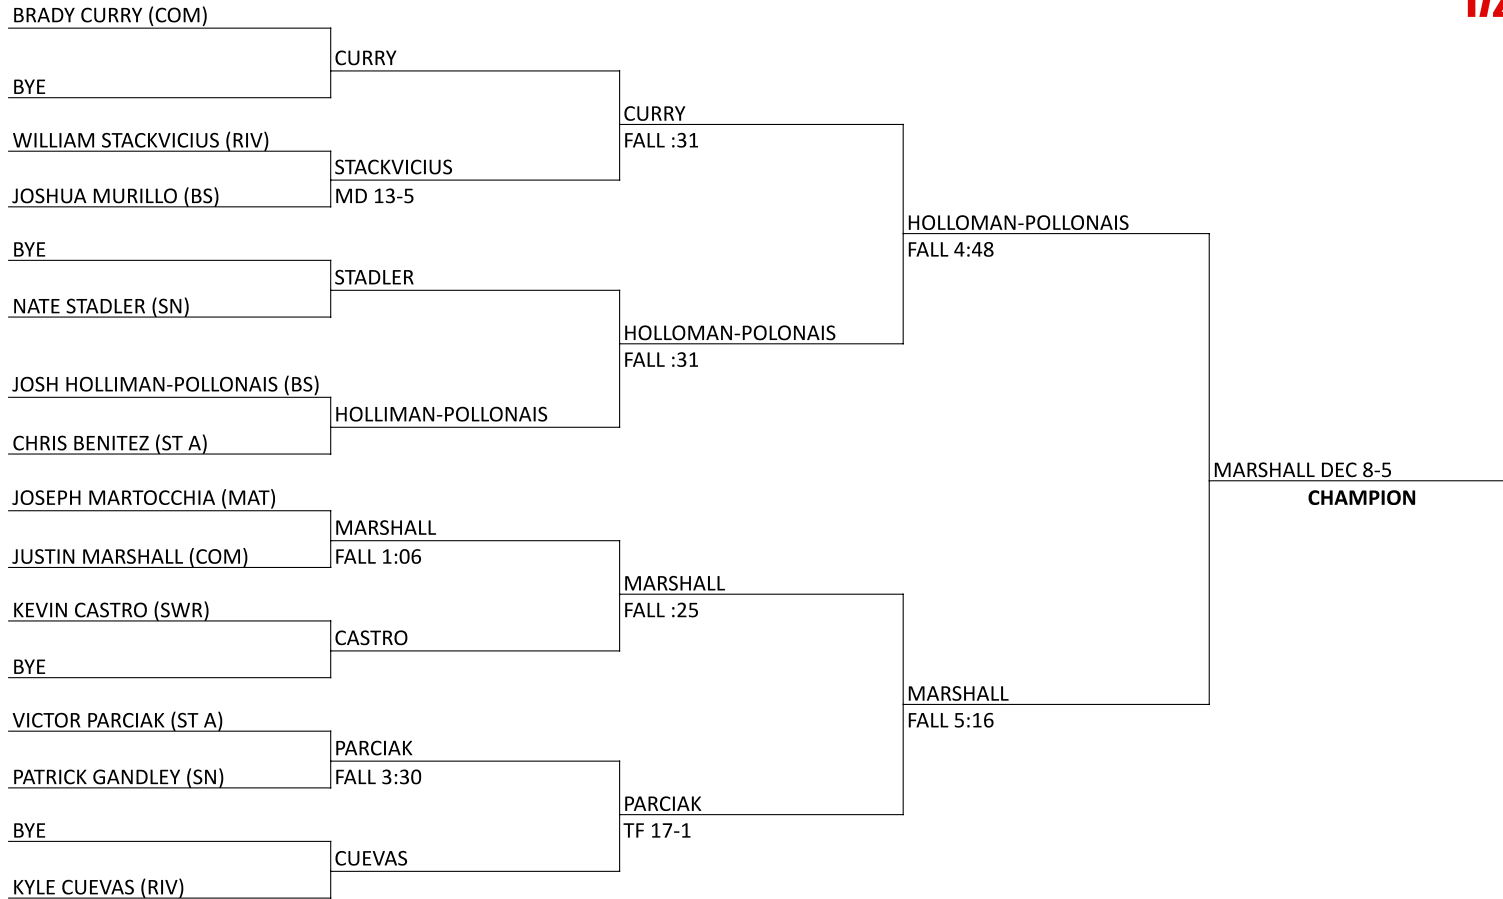 BRADY CURRY (COM)
CURRY
BYE
CURRY
FALL :31
WILLIAM STACKVICIUS (RIV)
STACKVICIUS
JOSHUA MURILLO (BS)
MD 13-5
HOLLOMAN-POLLONAIS
FALL 4:48
BYE
STADLER
NATE STADLER (SN)
HOLLOMAN-POLONAIS
FALL :31
JOSH HOLLIMAN-POLLONAIS (BS)
HOLLIMAN-POLLONAIS
CHRIS BENITEZ (ST A)
MARSHALL DEC 8-5
CHAMPION
JOSEPH MARTOCCHIA (MAT)
MARSHALL
JUSTIN MARSHALL (COM)
FALL 1:06
MARSHALL
FALL :25
KEVIN CASTRO (SWR)
CASTRO
BYE
MARSHALL
FALL 5:16
VICTOR PARCIAK (ST A)
PARCIAK
PATRICK GANDLEY (SN)
FALL 3:30
PARCIAK
TF 17-1
BYE
CUEVAS
KYLE CUEVAS (RIV)